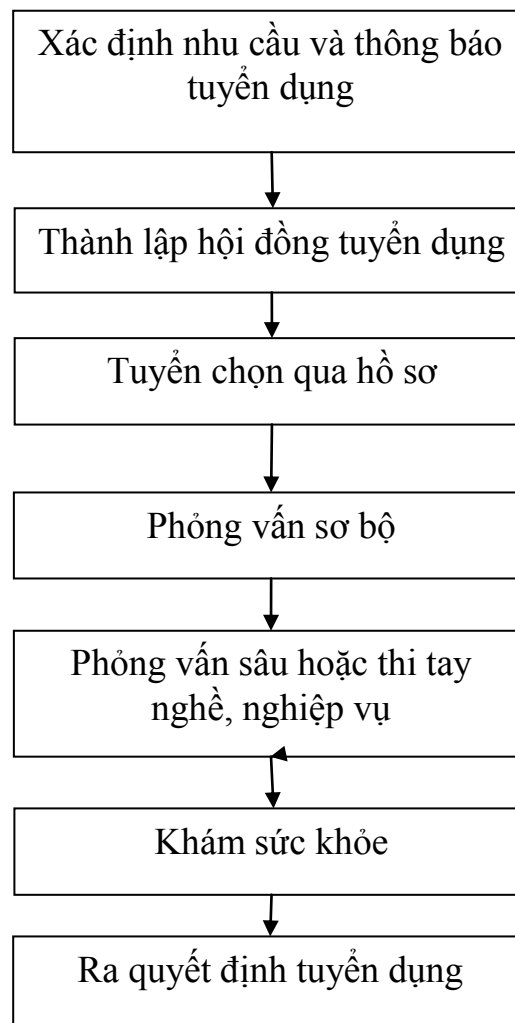 Xác định nhu cầu và thông báo
tuyển dụng
Thành lập hội đồng tuyển dụng
Tuyển chọn qua hồ sơ
Phỏng vấn sơ bộ
Phỏng vấn sâu hoặc thi tay
nghề, nghiệp vụ
Khám sức khỏe
Ra quyết định tuyển dụng